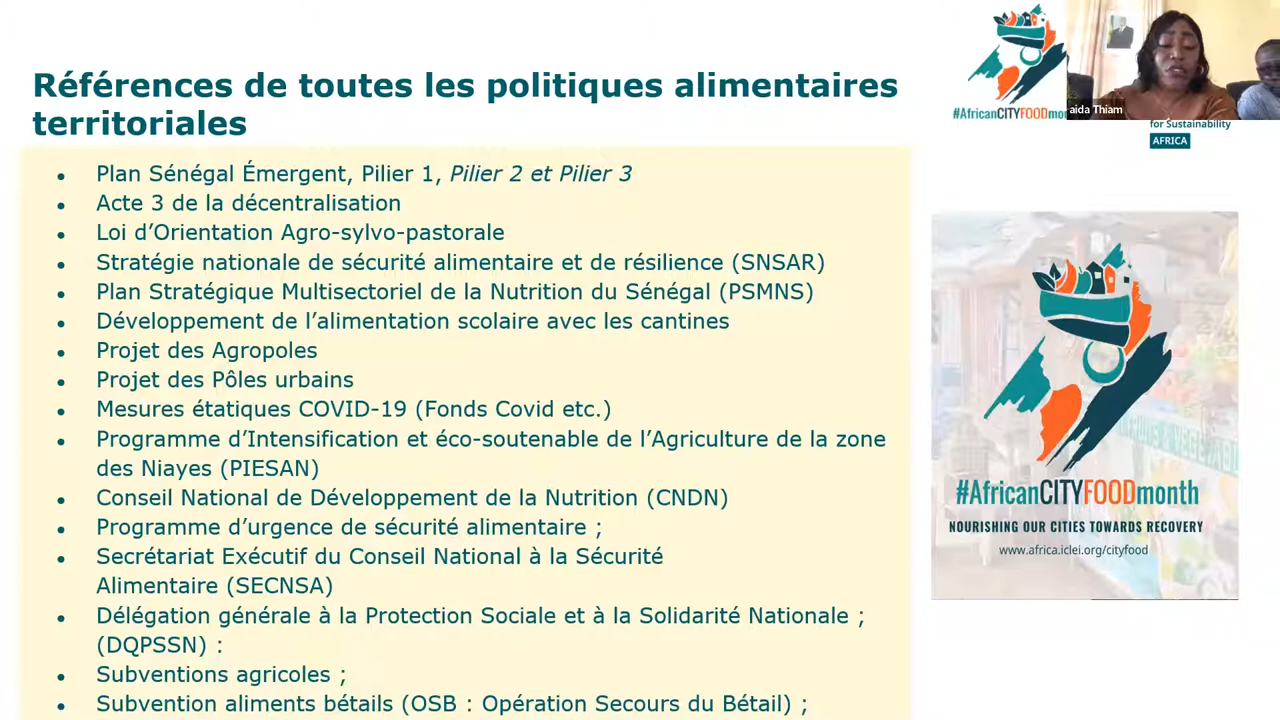 Références de toutes les politiques alimentaires
territoriales
• Plan Sénégal Émergent, Pilier 1, Pilier 2 et Pilier 3
• Acte 3 de la décentralisation
• Loi d’Orientation Agro-sylvo-pastorale
• Stratégie nationale de sécurité alimentaire et de résilience (SNSAR)
• Plan Stratégique Multisectoriel de la Nutrition du Sénégal (PSMNS)
• Développement de l’alimentation scolaire avec les cantines
• Projet des Agropoles
• Projet des Pôles urbains
• Mesures étatiques COVID-19 (Fonds Covid etc.)
• Programme d’Intensification et éco-soutenable de l’Agriculture de la zone
des Niayes (PIESAN)
• Conseil National de Développement de la Nutrition (CNDN)
• Programme d’urgence de sécurité alimentaire ;
• Secrétariat Exécutif du Conseil National à la Sécurité
Alimentaire (SECNSA)
• Délégation générale à la Protection Sociale et à la Solidarité Nationale ;
(DQPSSN) :
• Subventions agricoles ;
• Subvention aliments bétails (OSB : Opération Secours du Bétail) ;
#AfricanCITYFOODmon
aida Thiam
for Sustainability
AFRICA
#AfricanCITYFOODmonth
NOURISHING OUR CITIES TOWARDS RECOVERY
www.africa.iclei.org/cityfood